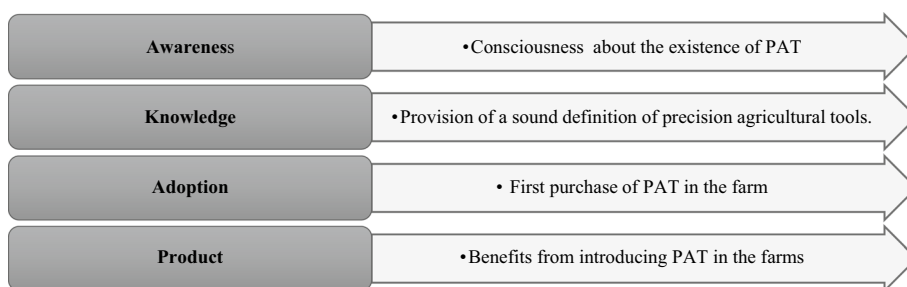 Awareness
•Consciousness about the existence of PAT
Knowledge
•Provision of a sound definition of precision agricultural tools.
Adoption
• First purchase of PAT in the farm
Product
•Benefits from introducing PAT in the farms